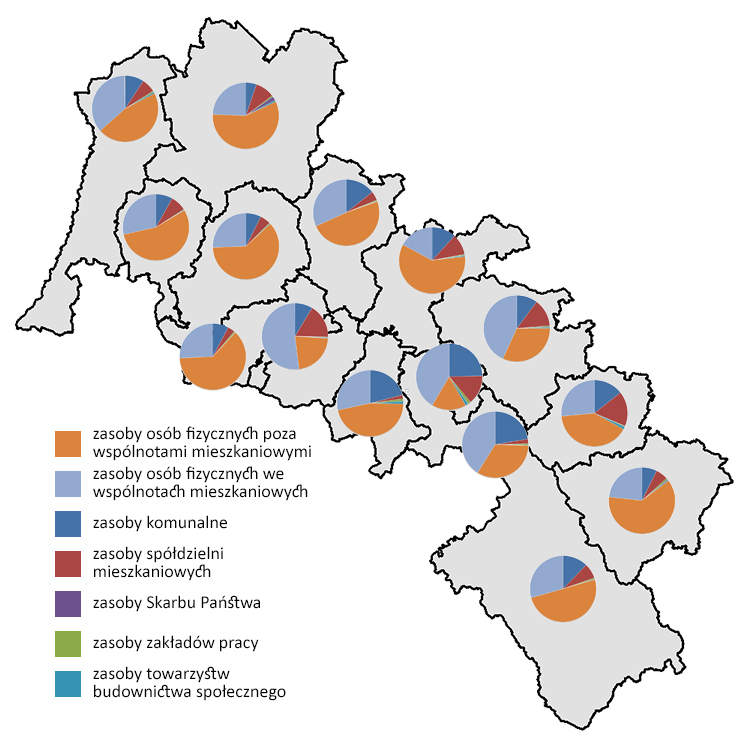 zasoby osób fizycznych poza
wspólnotami mieszkaniowymi
zasoby osób fizycznych we
wspólnotach mieszkaniowych
zasoby komunalne
zasoby spółdzielni
mieszkaniowych
zasoby Skarbu Państwa
zasoby zakładów pracy
zasoby towarzystw
budownictwa społecznego